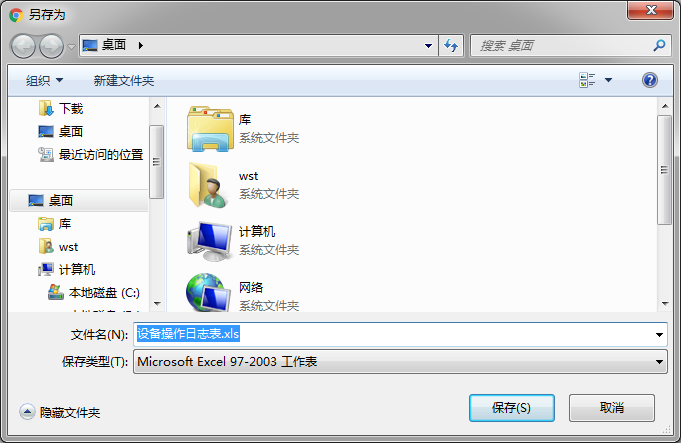 另存为
桌面
搜索 桌面
组织 新建文件夹
下载
桌面
最近访问的位置
桌面
库
wst
计算机
本地磁盘 (C:)
库
系统文件夹
wst
系统文件夹
计算机
系统文件夹
网络
系统文件夹
文件名(N): 设备操作日志表.xls
保存类型(T): Microsoft Excel 97-2003 工作表
隐藏文件夹
保存(S) 取消